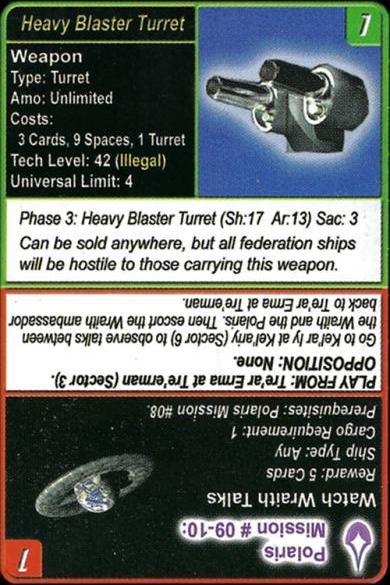 Heavy Blaster Turret
1
Weapon
Type: Turret
Amo: Unlimited
Costs:
3 Cards, 9 Spaces, 1 Turret
Tech Level: 42 (Illegal)
Universal Limit: 4
Phase 3: Heavy Blaster Turret (Sh:17 Ar:13) Sac: 3
Can be sold anywhere, but all federation ships
will be hostile to those carrying this weapon.
Polaris
Mission # 09-10:
1
Watch Wraith Talks
Reward: 5 Cards
Ship Type: Any
Cargo Requirement: 1
Prerequisites: Polaris Mission #08.
PLAY FROM: Tre'ar Erma at Tre'erman (Sector 3).
OPPOSITION: None.
Go to Kel'ar Iy at Kel'ariy (Sector 6) to observe talks between
the Wraith and the Polaris. Then escort the Wraith ambassador
back to Tre'ar Erma at Tre'erman.